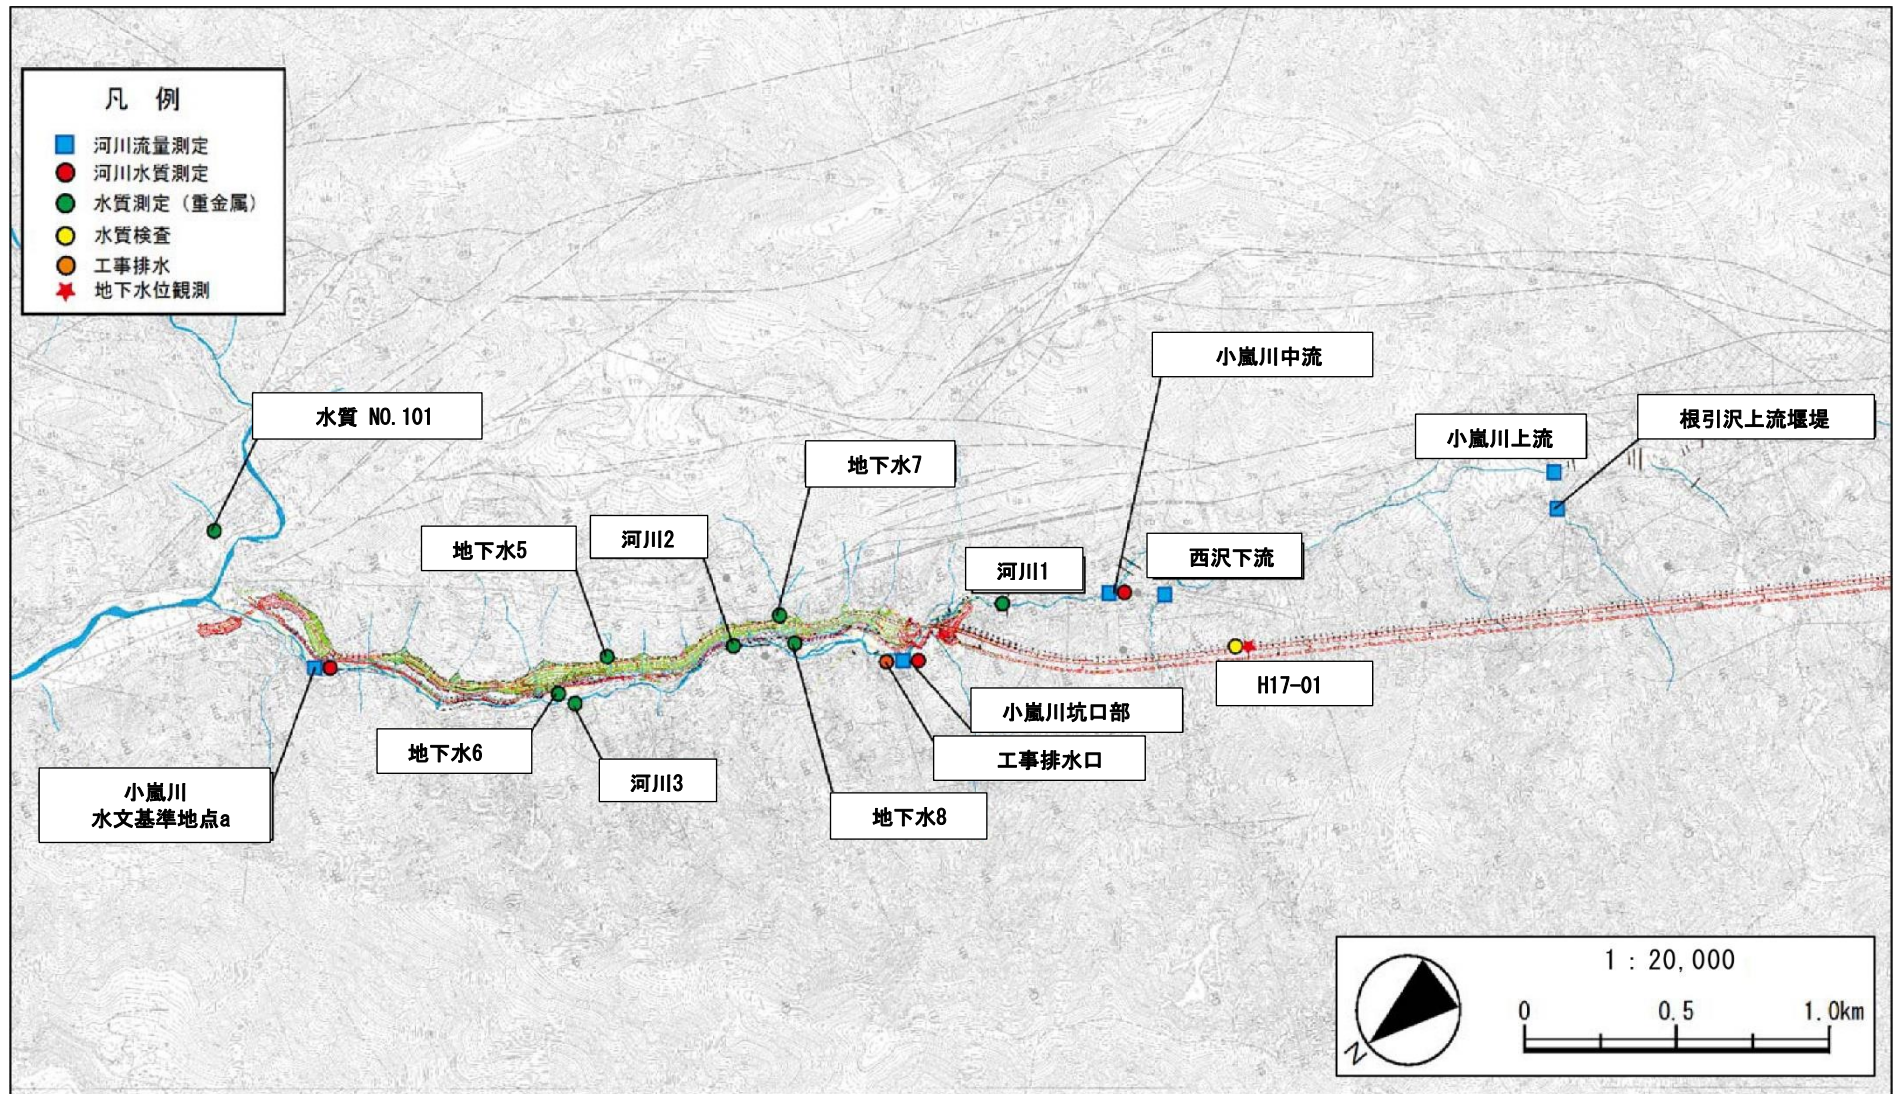 凡 例
河川流量測定
河川水質測定
水質測定（重金属）
水質検査
工事排水
地下水位観測
小嵐川中流
水質 NO.101
小嵐川上流
根引沢上流堰堤
地下水7
地下水5
河川2
河川1
西沢下流
H17-01
小嵐川坑口部
地下水6
工事排水口
河川3
小嵐川
水文基準地点a
地下水8
1 : 20,000
0 0.5 1.0km
N